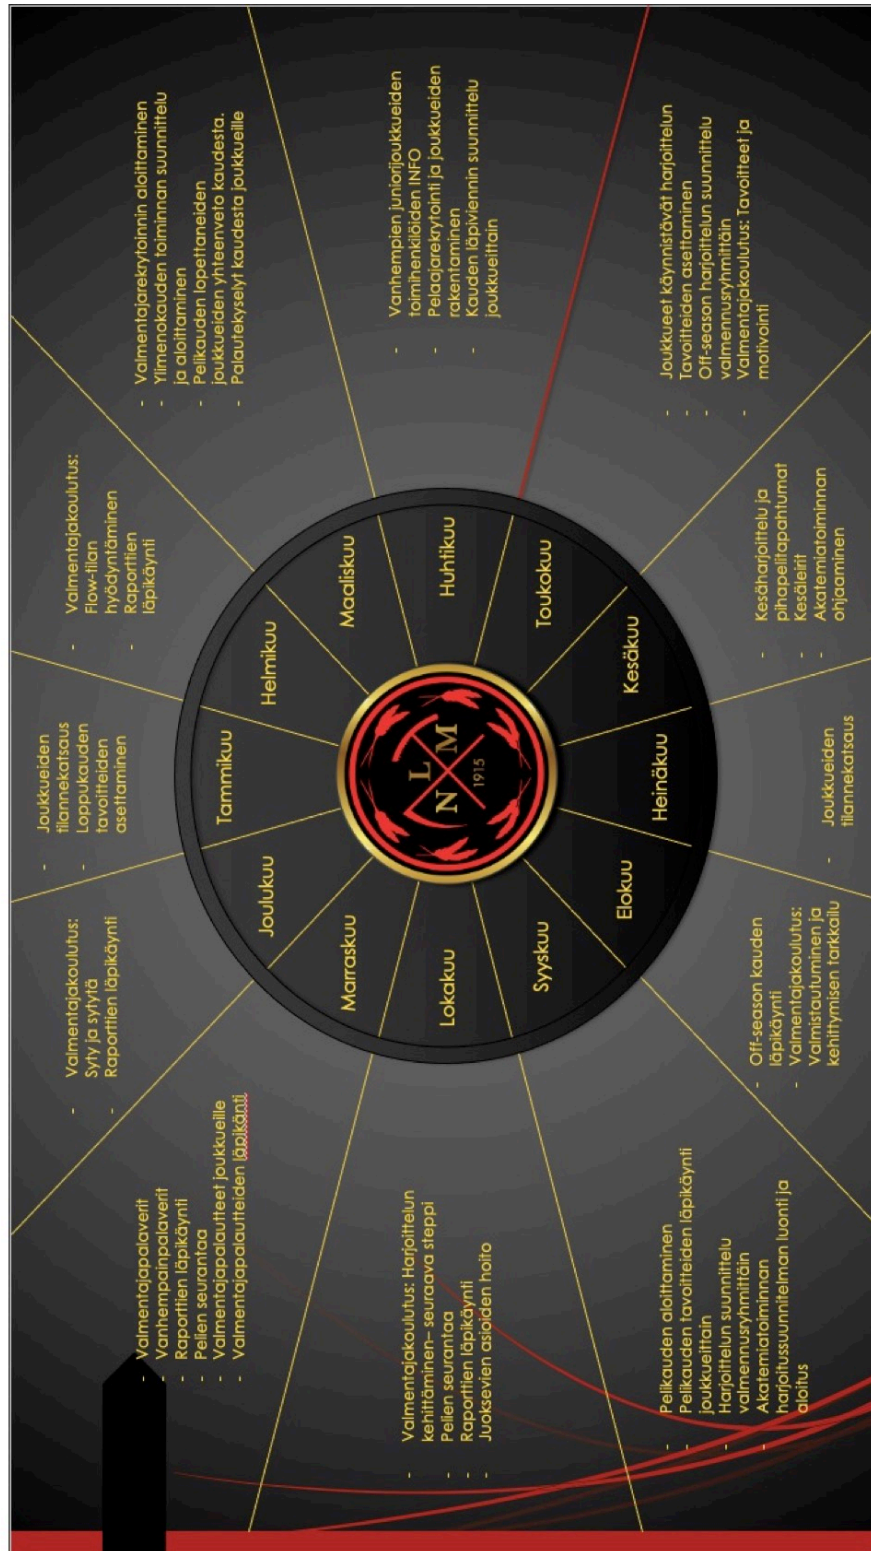 Tammikuu
Helmikuu
Maaliskuu
Huhtikuu
Toukokuu
Kesäkuu
Heinäkuu
Elokuu
Syyskuu
Lokakuu
Marraskuu
Joulukuu
N L M
1915
- Joukkueiden
tilannekatsaus
- Loppukauden
tavoitteiden
asettaminen
- Valmentajakoulutus:
Flow-tilan
hyödyntäminen
- Raporttien
läpikäynti
- Valmentajarekrytoinnin aloittaminen
- Ylimenokauden toiminnan suunnittelu
ja aloittaminen
- Pelikauden lopettaneiden
joukkueiden yhteenveto kaudesta.
- Palautekyselyt kaudesta joukkueille
- Vanhempien juniorijoukkueiden
toimihenkilöiden INFO
- Pelaajarekrytointi ja joukkueiden
rakentaminen
- Kauden läpiviennin suunnittelu
joukkueittain
- Joukkueet käynnistävät harjoittelun
- Tavoitteiden asettaminen
- Off-season harjoittelun suunnittelu
valmennusryhmittäin
- Valmentajakoulutus: Tavoitteet ja
motivointi
- Kesäharjoittelu ja
pihapelitapahtumat
- Kesäleirit
- Akatemiatoiminnan
ohjaaminen
- Joukkueiden
tilannekatsaus
- Off-season kauden
läpikäynti
- Valmentajakoulutus:
Valmistautuminen ja
kehittymisen tarkkailu
- Pelikauden aloittaminen
- Pelikauden tavoitteiden läpikäynti
joukkueittain
- Harjoittelun suunnittelu
valmennusryhmittäin
- Akatemiatoiminnan
harjoitussuunnitelman luonti ja
aloitus
- Valmentajakoulutus: Harjoittelun
kehittäminen– seuraava steppi
- Pelien seurantaa
- Raporttien läpikäynti
- Juoksevien asioiden hoito
- Valmentajapalaverit
- Vanhempainpalaverit
- Raporttien läpikäynti
- Pelien seurantaa
- Valmentajapalautteet joukkueille
- Valmentajapalautteiden läpikänti
- Valmentajakoulutus:
Syty ja sytytä
- Raporttien läpikäynti